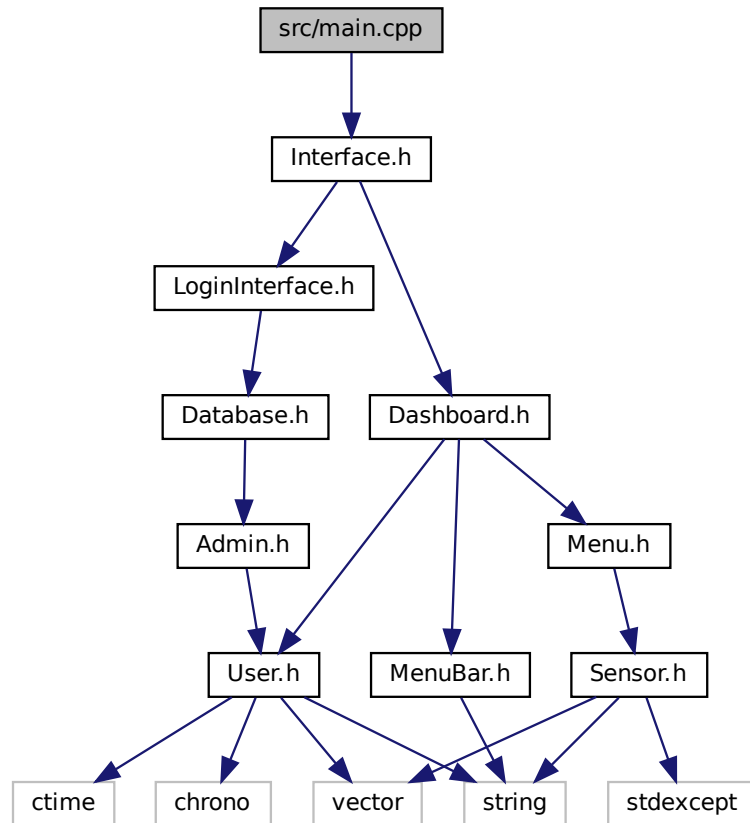 src/main.cpp
Interface.h
LoginInterface.h
Database.h
Dashboard.h
Admin.h
Menu.h
User.h
MenuBar.h
Sensor.h
ctime
chrono
vector
string
stdexcept